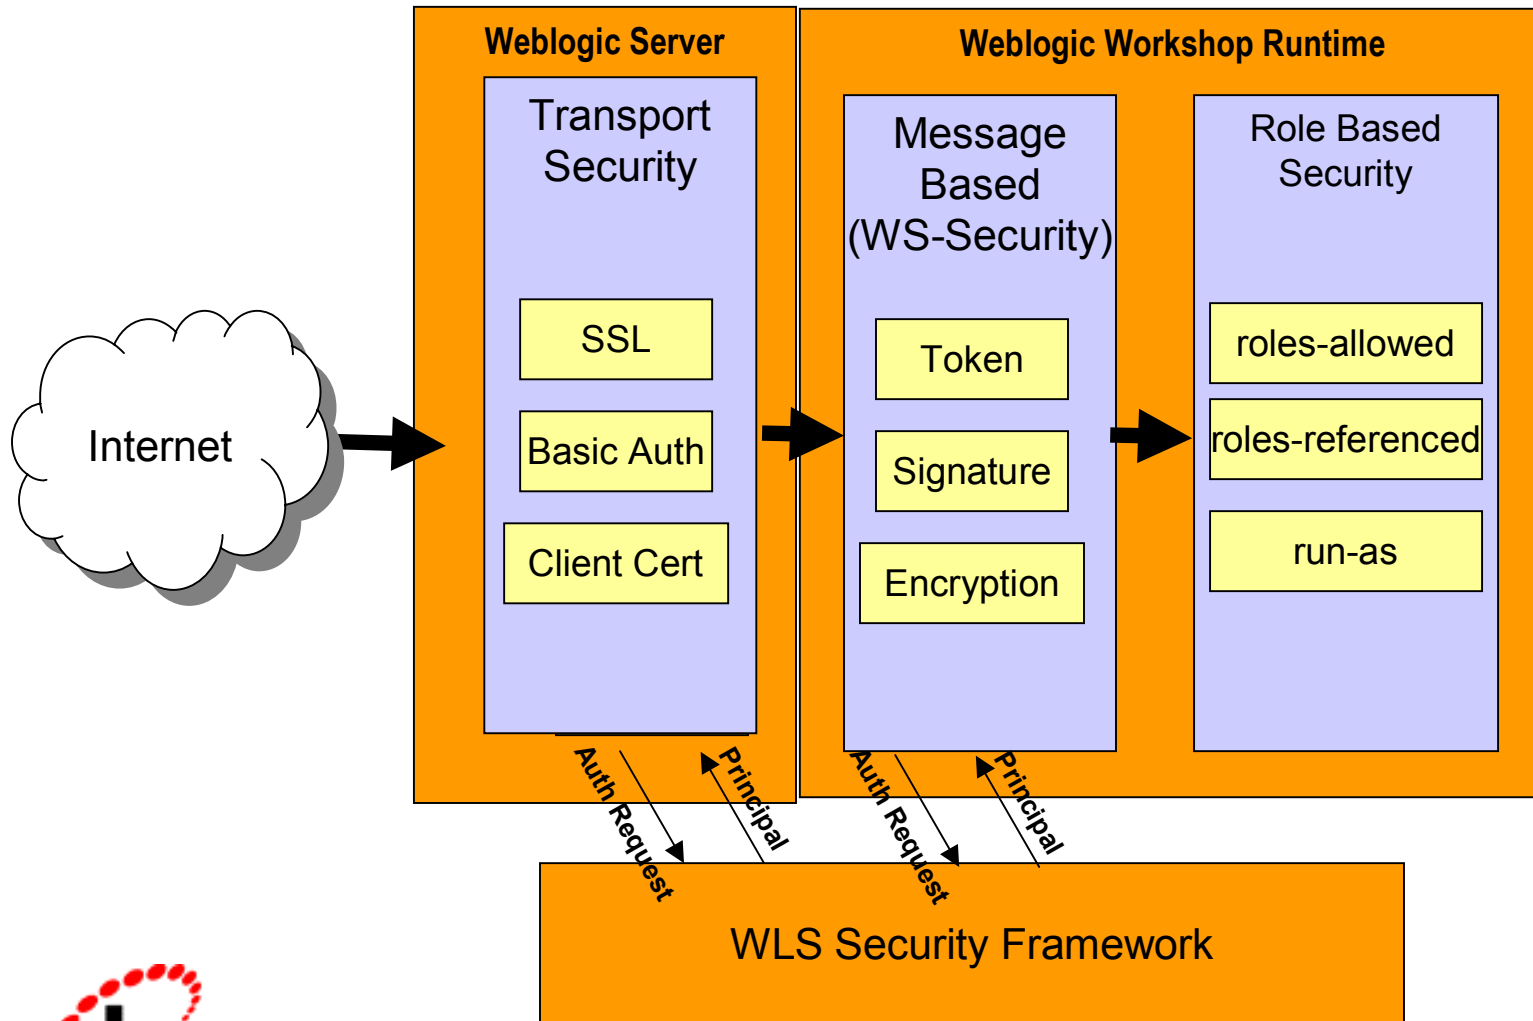 Weblogic Server
Weblogic Workshop Runtime
Transport
Security
Message
Based
(WS-Security)
Role Based
Security
Internet
SSL
Basic Auth
Client Cert
Token
Signature
Encryption
roles-allowed
roles-referenced
run-as
Auth Request
Principal
Auth Request
Principal
WLS Security Framework